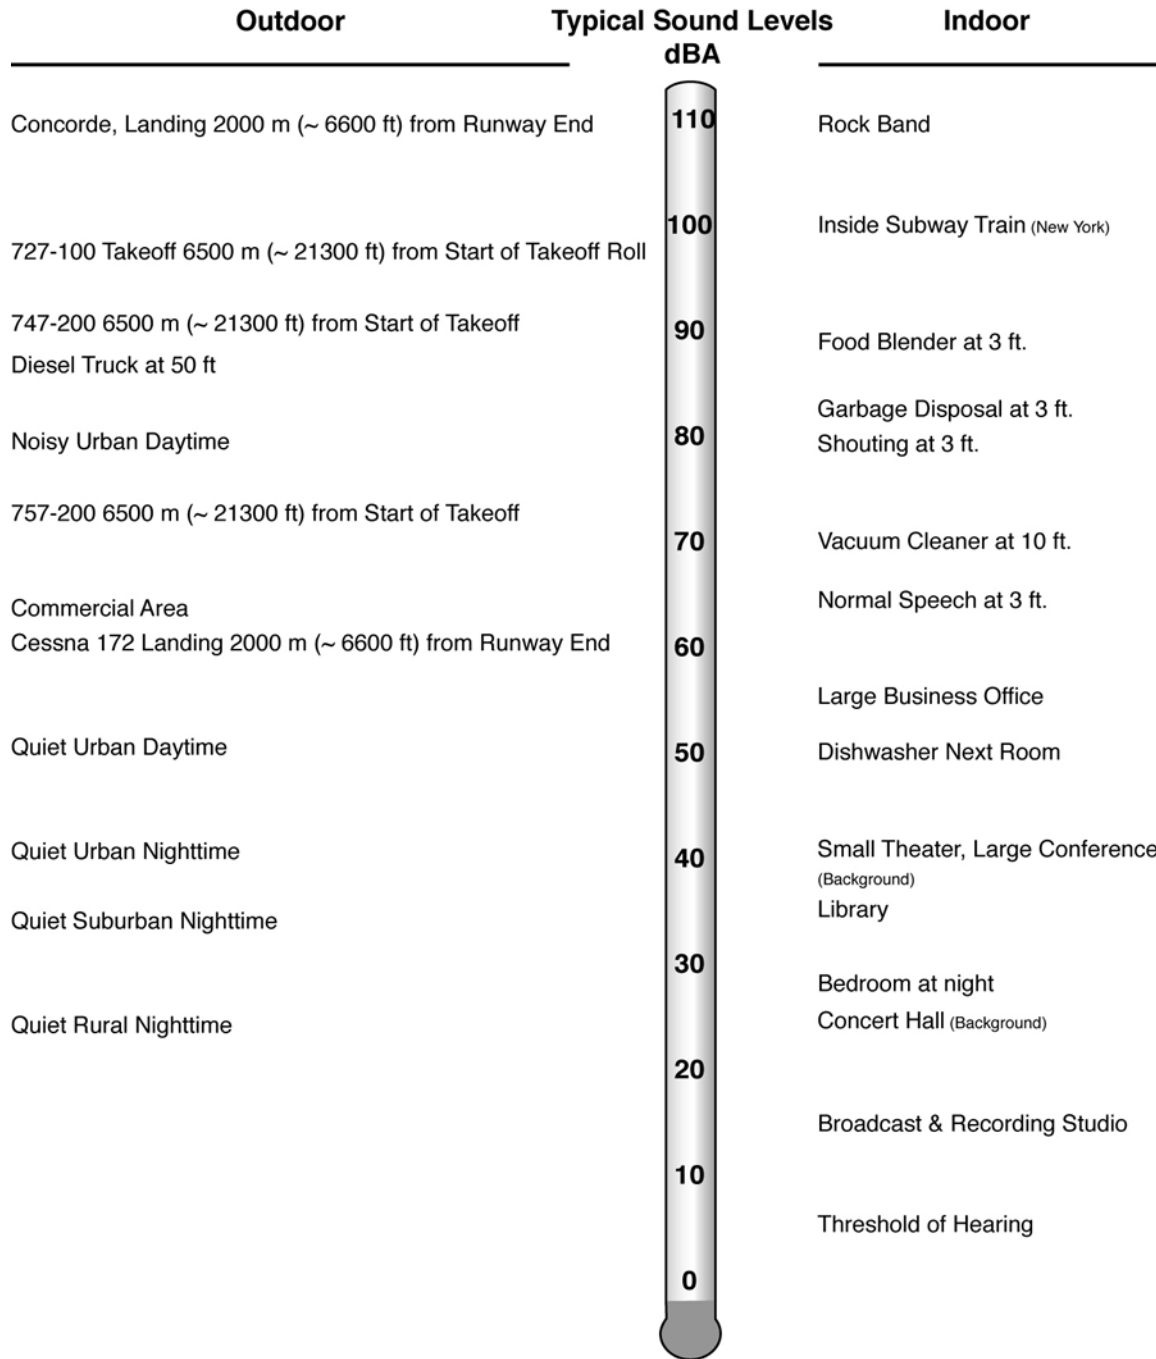 Outdoor
Typical Sound Levels
dBA
Indoor
Concorde, Landing 2000 m (~ 6600 ft) from Runway End
110
Rock Band
100
Inside Subway Train (New York)
727-100 Takeoff 6500 m (~ 21300 ft) from Start of Takeoff Roll
747-200 6500 m (~ 21300 ft) from Start of Takeoff
90
Food Blender at 3 ft.
Diesel Truck at 50 ft
Garbage Disposal at 3 ft.
Noisy Urban Daytime
80
Shouting at 3 ft.
757-200 6500 m (~ 21300 ft) from Start of Takeoff
70
Vacuum Cleaner at 10 ft.
Commercial Area
Normal Speech at 3 ft.
Cessna 172 Landing 2000 m (~ 6600 ft) from Runway End
60
Large Business Office
Quiet Urban Daytime
50
Dishwasher Next Room
Quiet Urban Nighttime
40
Small Theater, Large Conference
(Background)
Library
Quiet Suburban Nighttime
30
Bedroom at night
Quiet Rural Nighttime
Concert Hall (Background)
20
Broadcast & Recording Studio
10
Threshold of Hearing
0